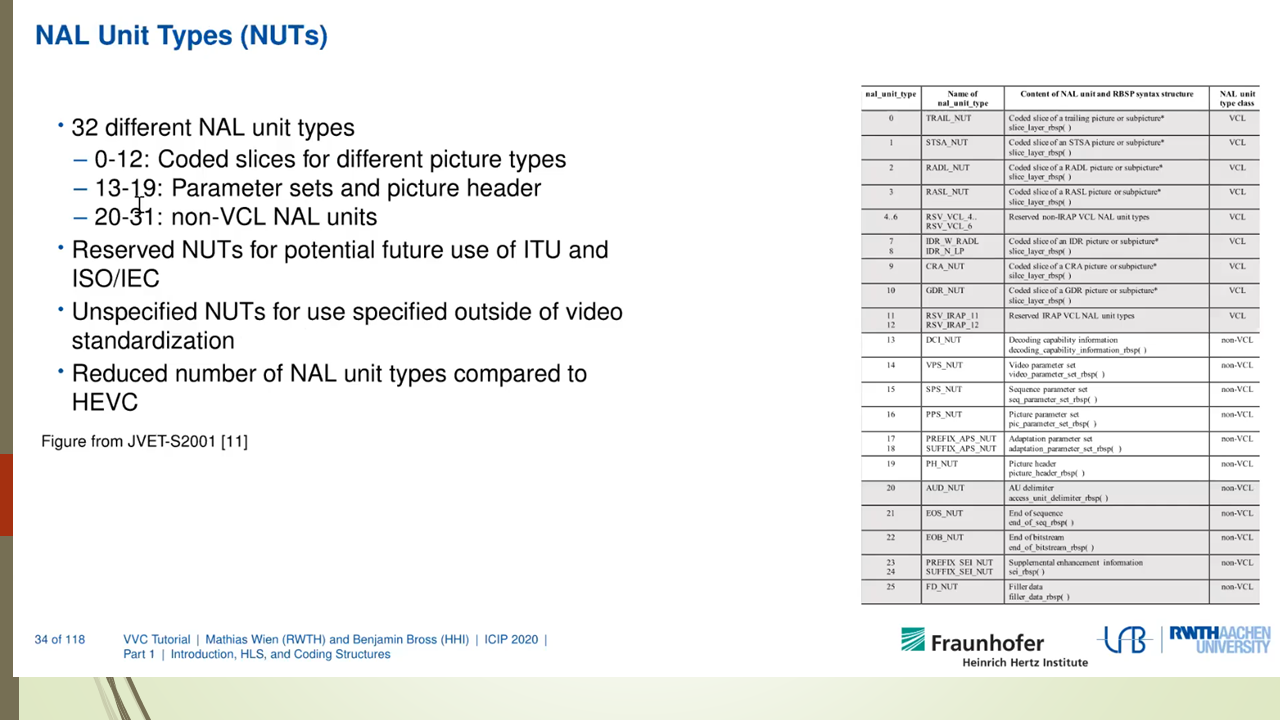 NAL Unit Types (NUTs)
• 32 different NAL unit types
– 0-12: Coded slices for different picture types
– 13-19: Parameter sets and picture header
– 20-31: non-VCL NAL units
• Reserved NUTs for potential future use of ITU and
ISO/IEC
• Unspecified NUTs for use specified outside of video
standardization
• Reduced number of NAL unit types compared to
HEVC
Figure from JVET-S2001 [11]
nal_unit_type Name of nal_unit_type Content of NAL unit and RBSP syntax structure NAL unit type class
0 TRAIL_NUT Coded slice of a trailing picture or subpicture* VCL
slice_layer_rbsp( )
1 STSA_NUT Coded slice of an STSA picture or subpicture* VCL
slice_layer_rbsp( )
2 RADL_NUT Coded slice of a RADL picture or subpicture* VCL
slice_layer_rbsp( )
3 RASL_NUT Coded slice of a RASL picture or subpicture* VCL
slice_layer_rbsp( )
4..6 RSV_VCL_4.. Reserved non-IRAP VCL NAL unit types VCL
RSV_VCL_6
7 IDR_W_RADL Coded slice of an IDR picture or subpicture* VCL
8 IDR_N_LP slice_layer_rbsp( )
9 CRA_NUT Coded slice of a CRA picture or subpicture* VCL
silce_layer_rbsp( )
10 GDR_NUT Coded slice of a GDR picture or subpicture* VCL
slice_layer_rbsp( )
11 RSV_IRAP_11 Reserved IRAP VCL NAL unit types VCL
12 RSV_IRAP_12
13 DCI_NUT Decoding capability information non-VCL
decoding_capability_information_rbsp( )
14 VPS_NUT Video parameter set non-VCL
video_parameter_set_rbsp( )
15 SPS_NUT Sequence parameter set non-VCL
seq_parameter_set_rbsp( )
16 PPS_NUT Picture parameter set non-VCL
pic_parameter_set_rbsp( )
17 PREFIX_APS_NUT Adaptation parameter set non-VCL
18 SUFFIX_APS_NUT adaptation_parameter_set_rbsp( )
19 PH_NUT Picture header non-VCL
picture_header_rbsp( )
20 AUD_NUT AU delimiter non-VCL
access_unit_delimiter_rbsp( )
21 EOS_NUT End of sequence non-VCL
end_of_seq_rbsp( )
22 EOB_NUT End of bitstream non-VCL
end_of_bitstream_rbsp( )
23 PREFIX_SEI_NUT Supplemental enhancement information non-VCL
24 SUFFIX_SEI_NUT sei_rbsp( )
25 FD_NUT Filler data non-VCL
filler_data_rbsp( )
34 of 118 VVC Tutorial | Mathias Wien (RWTH) and Benjamin Bross (HHI) | ICIP 2020 |
Part 1 | Introduction, HLS, and Coding Structures
Fraunhofer
Heinrich Hertz Institute
RWTH AACHEN
UNIVERSITY